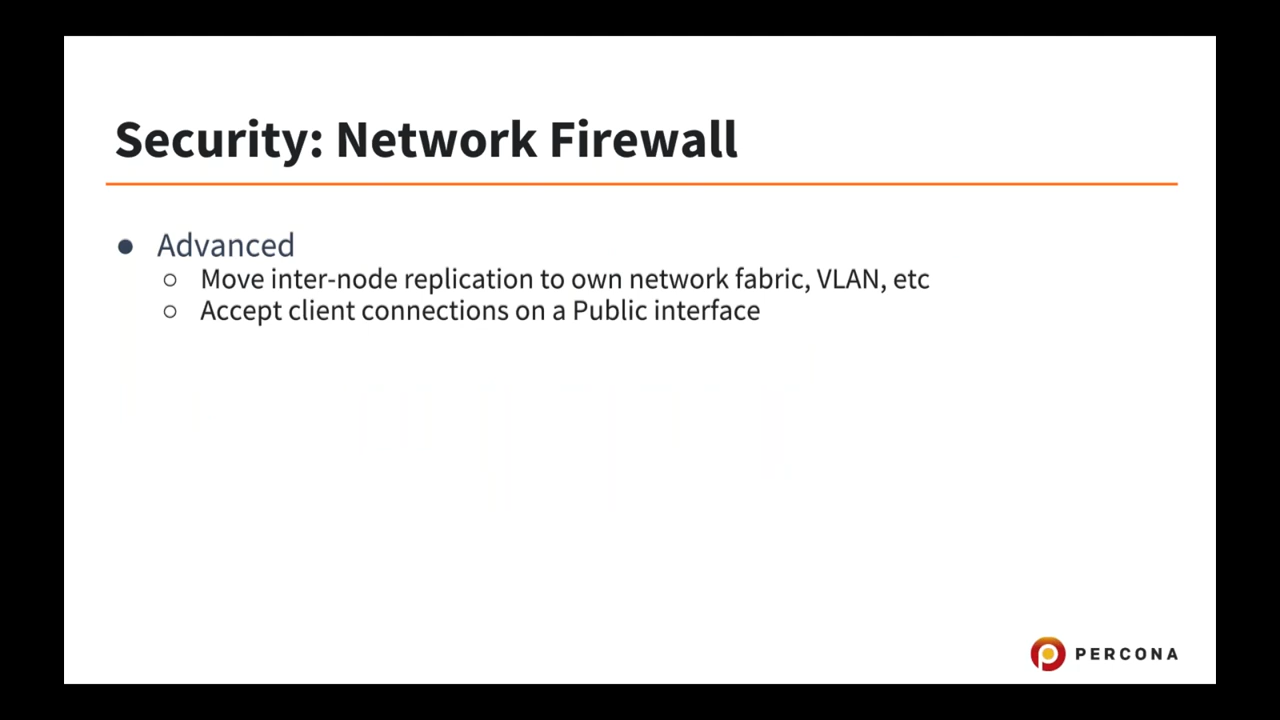 Security: Network Firewall
● Advanced
○ Move inter-node replication to own network fabric, VLAN, etc
○ Accept client connections on a Public interface
PERCONA